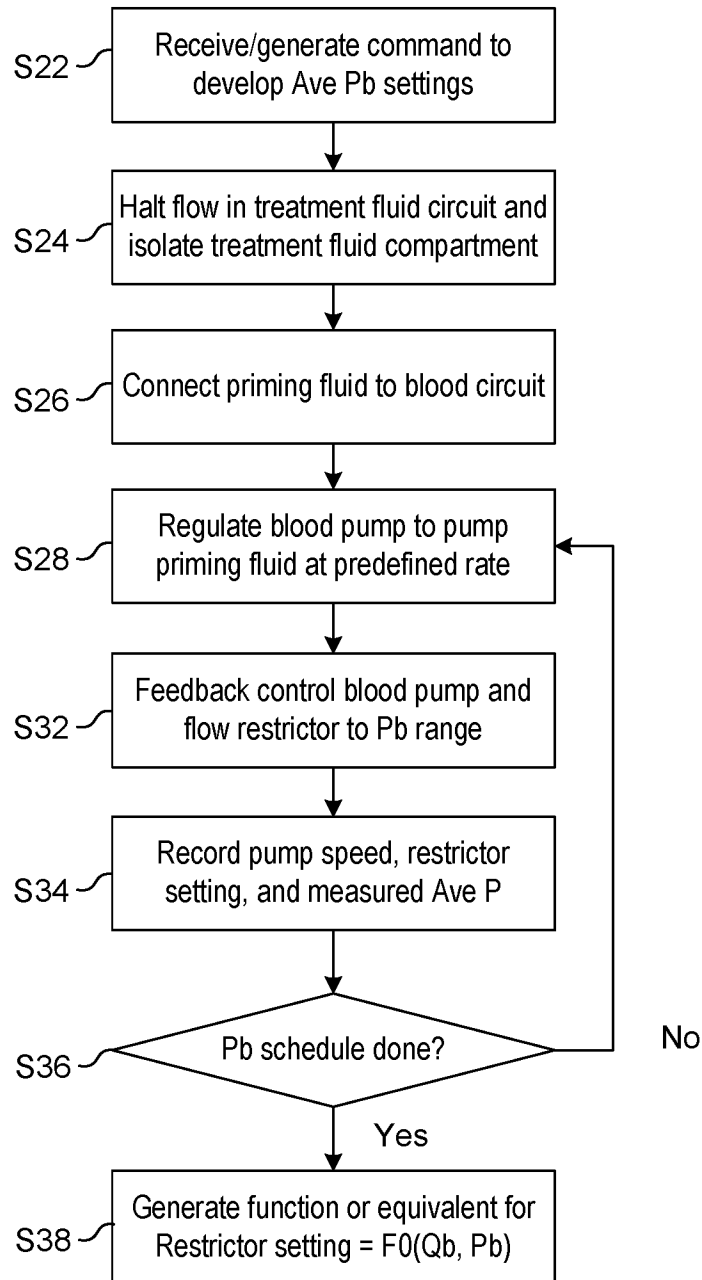 S22
Receive/generate command to
develop Ave Pb settings
S24
Halt flow in treatment fluid circuit and
isolate treatment fluid compartment
S26
Connect priming fluid to blood circuit
S28
Regulate blood pump to pump
priming fluid at predefined rate
S32
Feedback control blood pump and
flow restrictor to Pb range
S34
Record pump speed, restrictor
setting, and measured Ave P
S36
Pb schedule done?
No
Yes
S38
Generate function or equivalent for
Restrictor setting = F0(Qb, Pb)